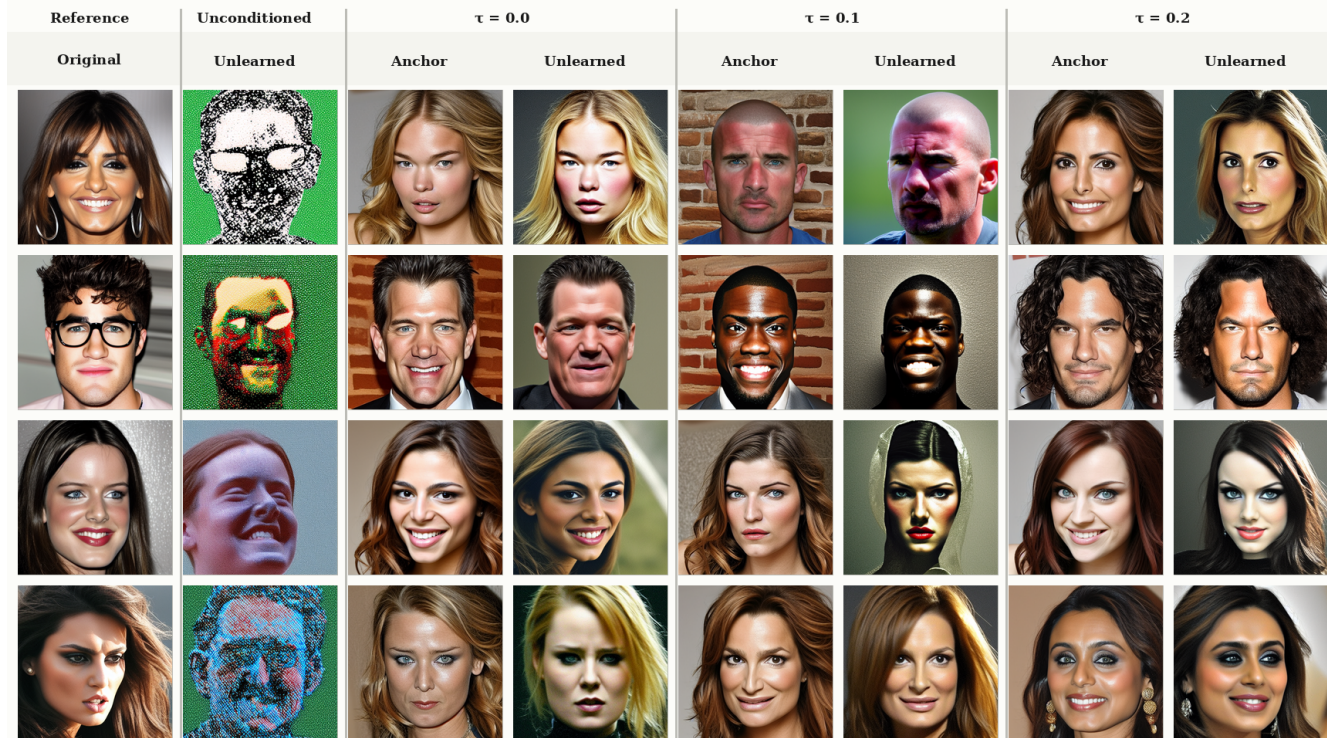 Reference Unconditioned τ = 0.0 τ = 0.1 τ = 0.2
Original Unlearned Anchor Unlearned Anchor Unlearned Anchor Unlearned